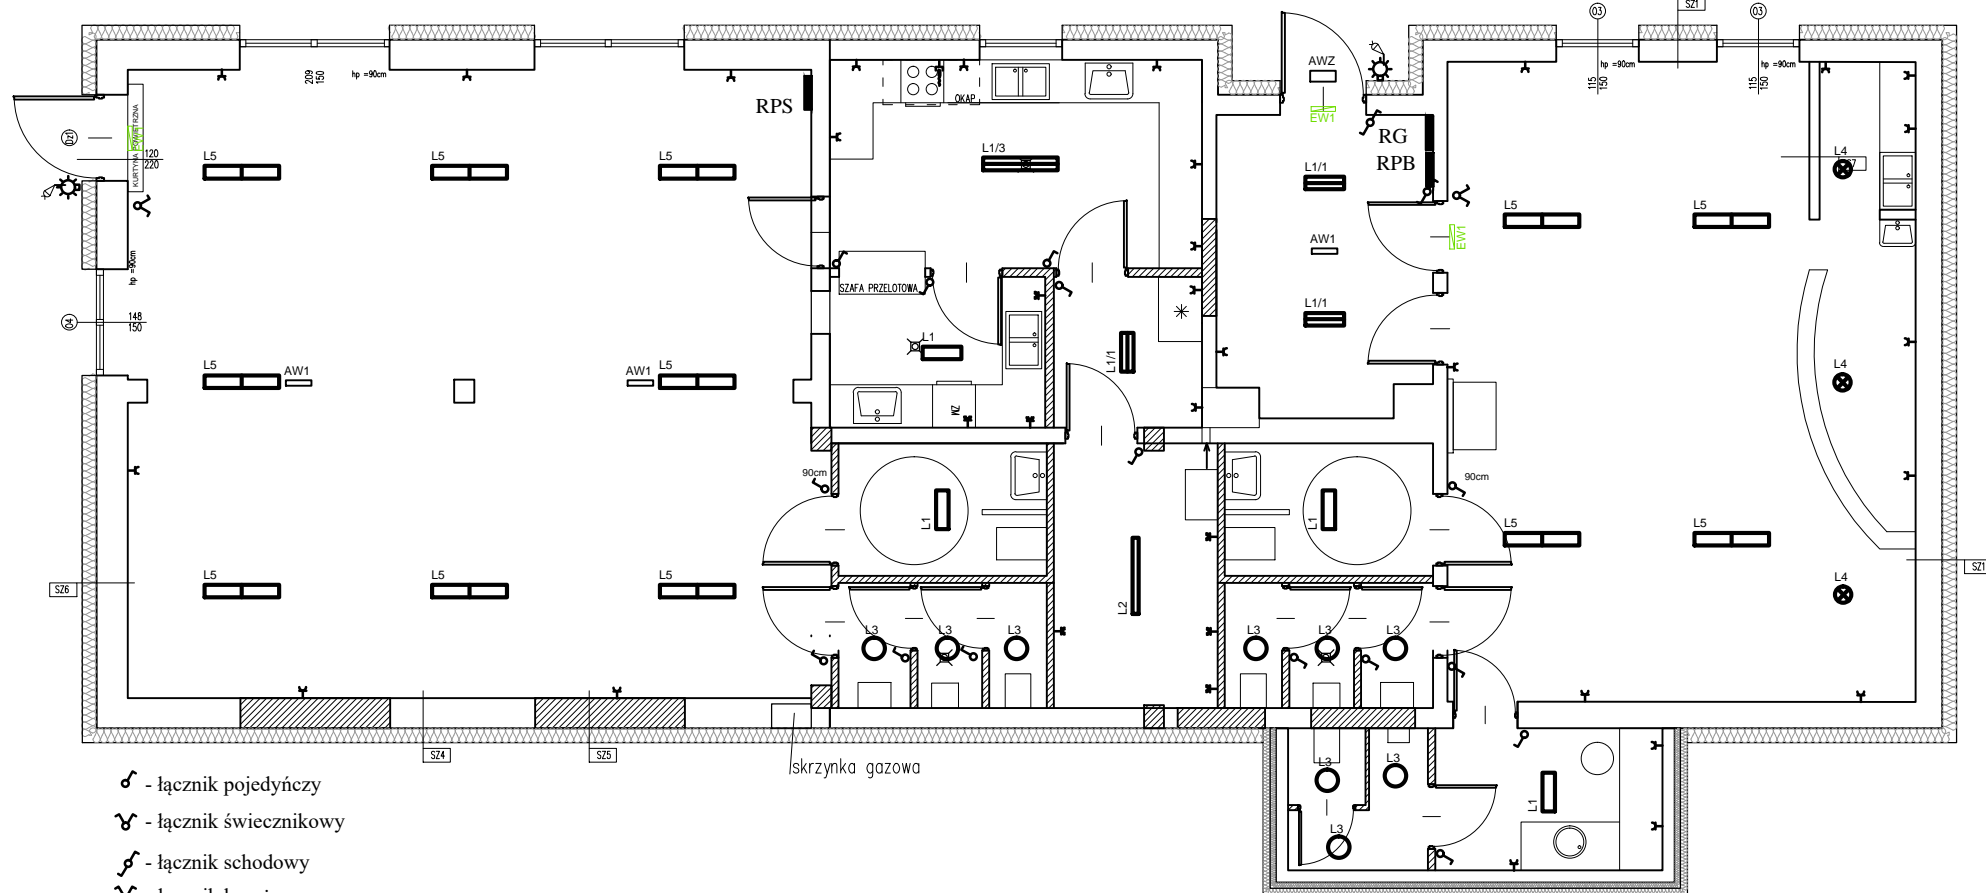 SZ1
03
03
209
150
hp =90cm
115
150
hp =90cm
115
150
hp =90cm
AWZ
EW1
RPS
OKAP
RG
RPB
Dz1
KURTYNA POWIETRZNA
120
220
L5
L5
L5
L1/3
L1/1
L4
L5
L5
EW1
AW1
hp =90cm
SZAFA PRZELOTOWA
04
148
150
L1
L1/1
L1/1
L5
AW1
AW1
L5
L4
ZM
90cm
90cm
L1
L1
L5
L5
SZ6
L5
L5
L5
L2
L4
SZ1
L3
L3
L3
L3
L3
L3
SZ4
SZ5
skrzynka gazowa
L3
L3
L1
L3
- łącznik pojedyńczy
- łącznik świecznikowy
- łącznik schodowy